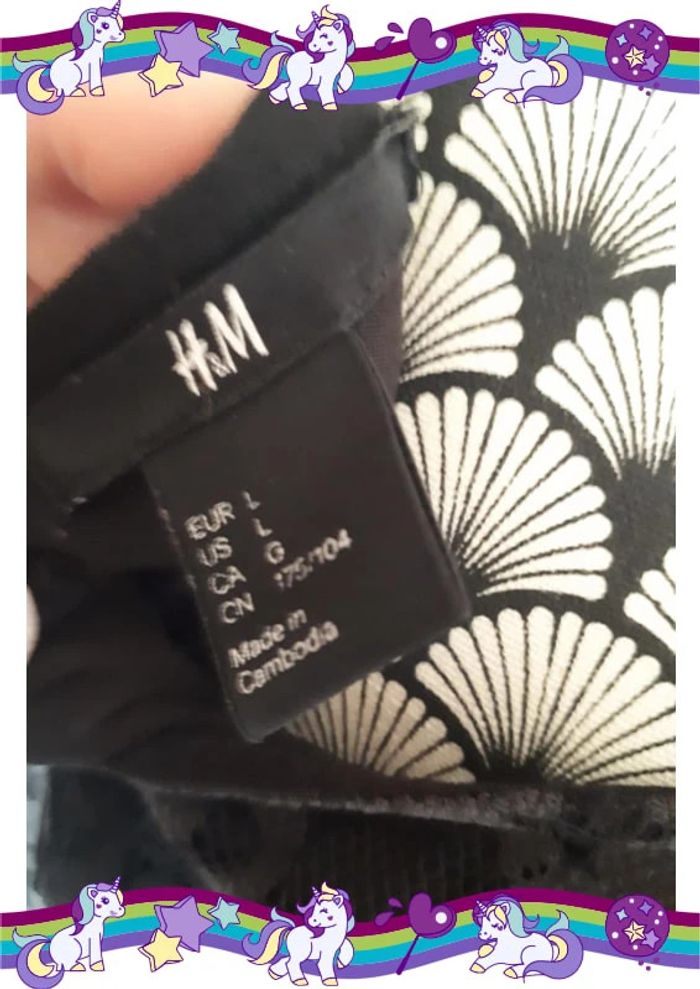 H&M
EUR L
US L
CA G
CN 175/104
Made in
Cambodia